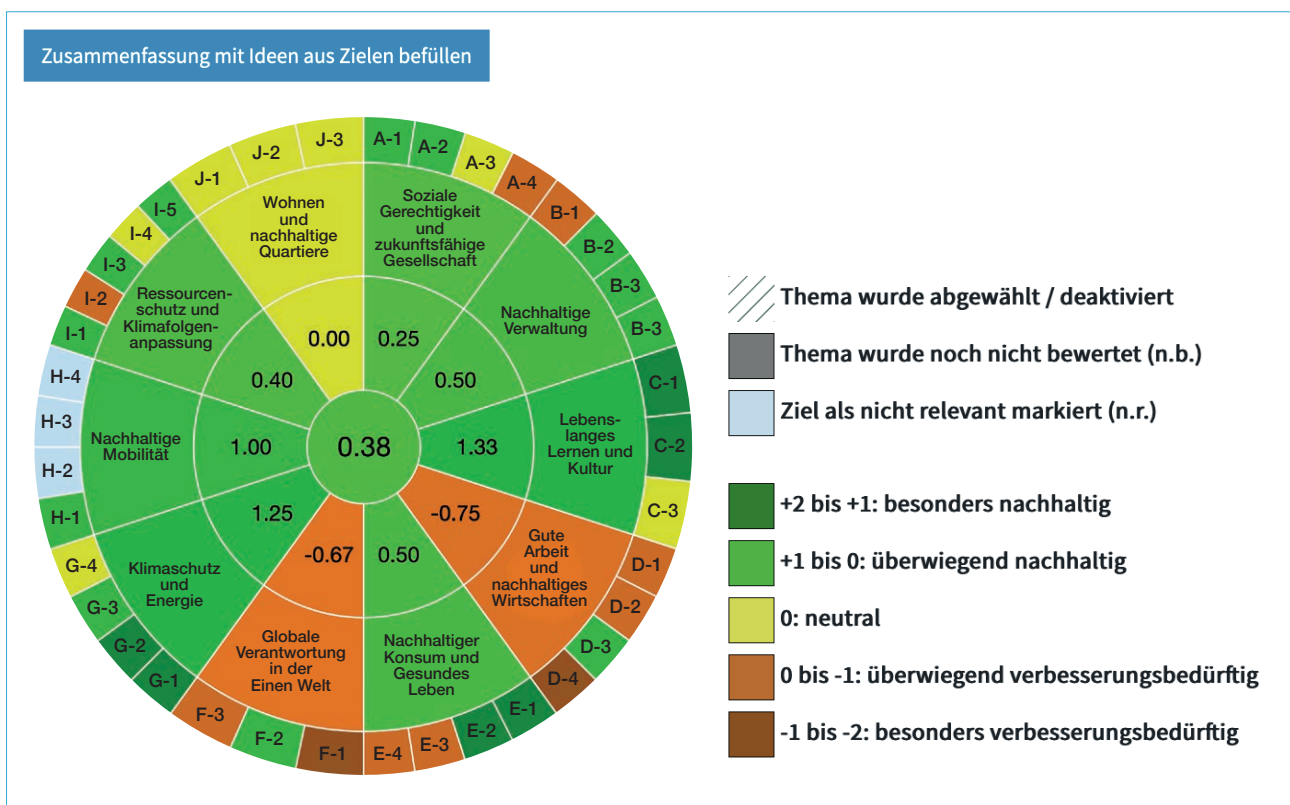 Zusammenfassung mit Ideen aus Zielen befüllen
A-1
A-2
A-3
A-4
B-1
B-2
B-3
B-3
C-1
C-2
C-3
D-1
D-2
D-3
D-4
E-1
E-2
E-3
E-4
F-1
F-2
F-3
G-1
G-2
G-3
G-4
H-1
H-2
H-3
H-4
I-1
I-2
I-3
I-4
I-5
J-1
J-2
J-3
Soziale
Gerechtigkeit
und
zukunftsfähige
Gesellschaft
0.25
Nachhaltige
Verwaltung
0.50
Lebens-
langes
Lernen und
Kultur
1.33
Gute
Arbeit
und
nachhaltiges
Wirtschaften
-0.75
Nachhaltiger
Konsum und
Gesundes
Leben
0.50
Globale
Verantwortung
in der
Einen Welt
-0.67
Klimaschutz
und
Energie
1.25
Nachhaltige
Mobilität
1.00
Ressourcen-
schutz und
Klimafolgen-
anpassung
0.40
Wohnen
und
nachhaltige
Quartiere
0.00
0.38
Thema wurde abgewählt / deaktiviert
Thema wurde noch nicht bewertet (n.b.)
Ziel als nicht relevant markiert (n.r.)
+2 bis +1: besonders nachhaltig
+1 bis 0: überwiegend nachhaltig
0: neutral
0 bis -1: überwiegend verbesserungsbedürftig
-1 bis -2: besonders verbesserungsbedürftig